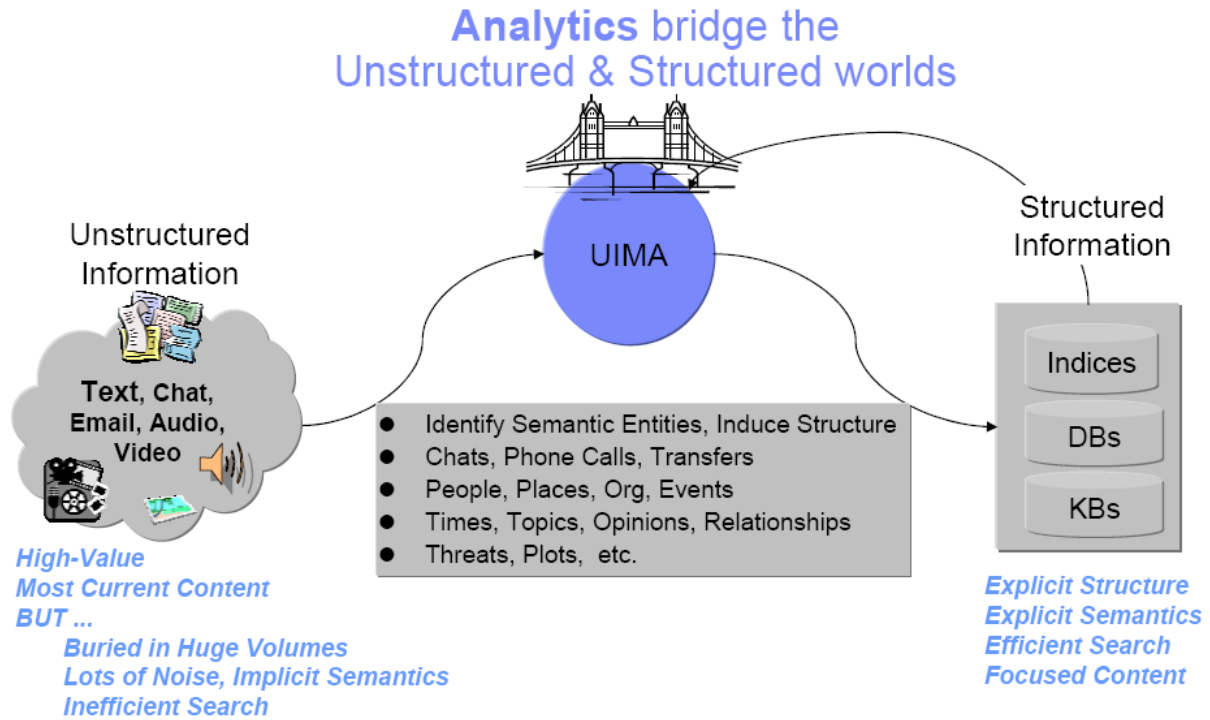 Analytics bridge the
Unstructured & Structured worlds
Unstructured
Information
Text, Chat,
Email, Audio,
Video
High-Value
Most Current Content
BUT ...
Buried in Huge Volumes
Lots of Noise, Implicit Semantics
Inefficient Search
UIMA
● Identify Semantic Entities, Induce Structure
● Chats, Phone Calls, Transfers
● People, Places, Org, Events
● Times, Topics, Opinions, Relationships
● Threats, Plots, etc.
Structured
Information
Indices
DBs
KBs
Explicit Structure
Explicit Semantics
Efficient Search
Focused Content